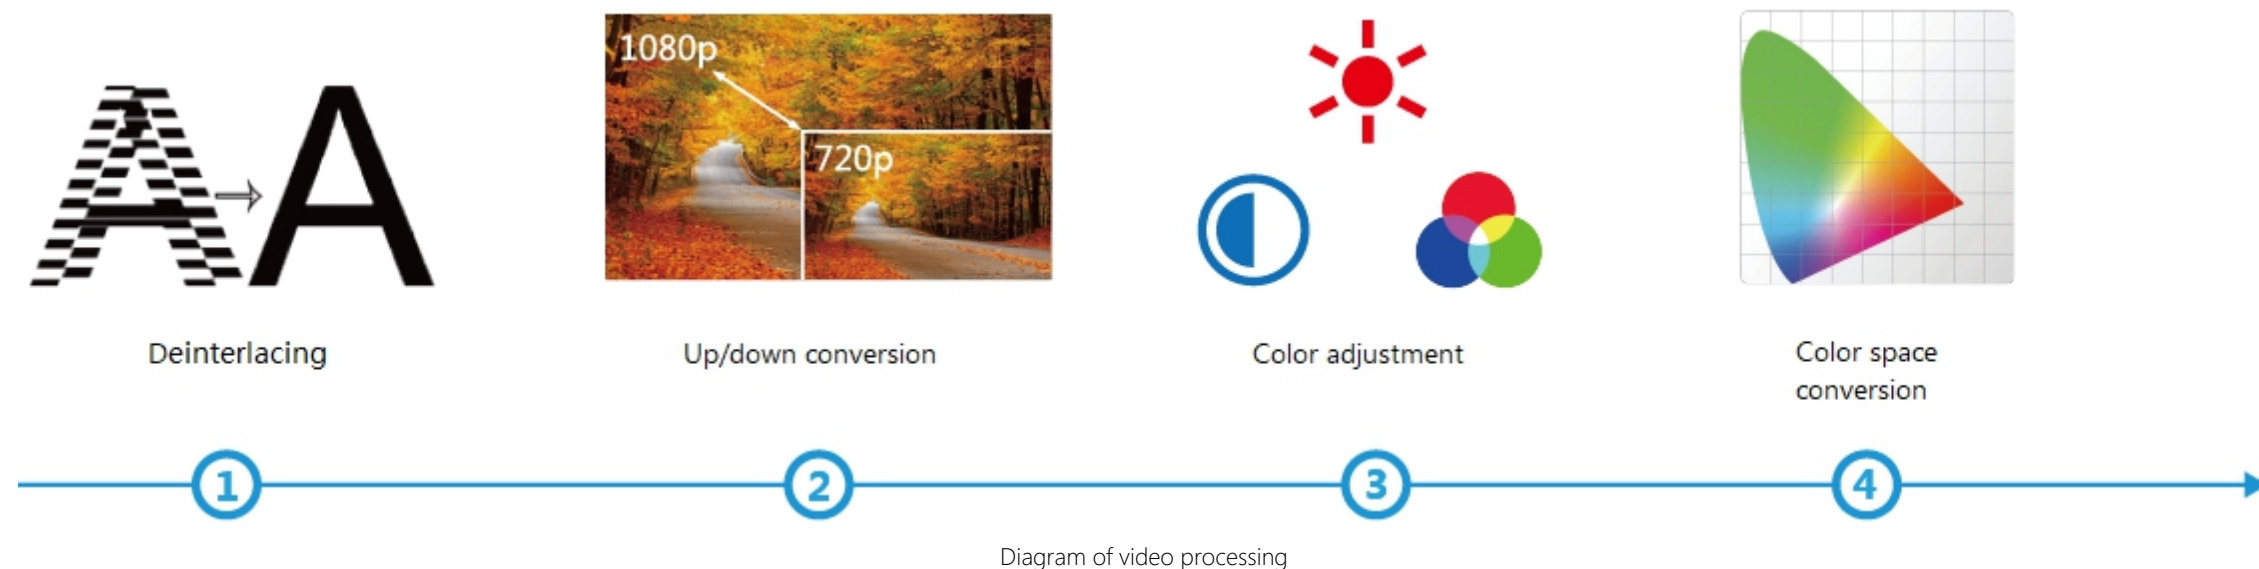 1080p
720p
A A
Deinterlacing
Up/down conversion
Color adjustment
Color space
conversion
1
2
3
4
Diagram of video processing